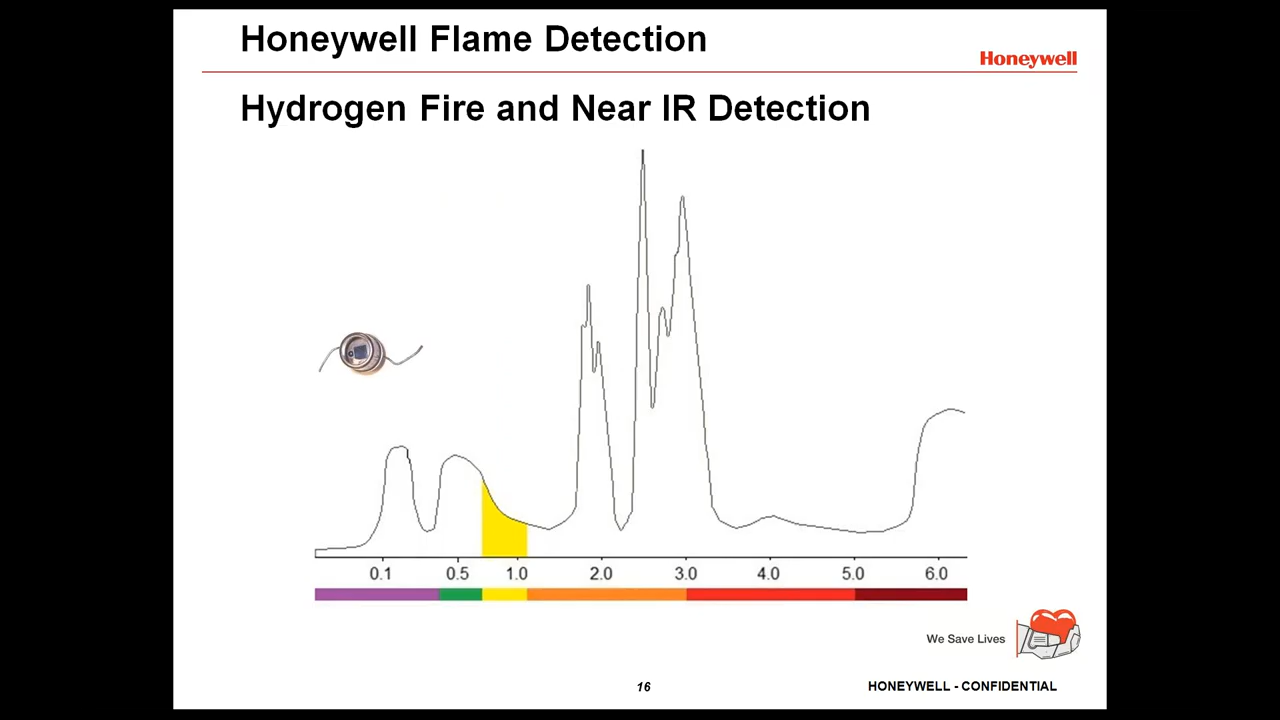 Honeywell Flame Detection
Honeywell
Hydrogen Fire and Near IR Detection
0.1 0.5 1.0 2.0 3.0 4.0 5.0 6.0
We Save Lives
16
HONEYWELL - CONFIDENTIAL